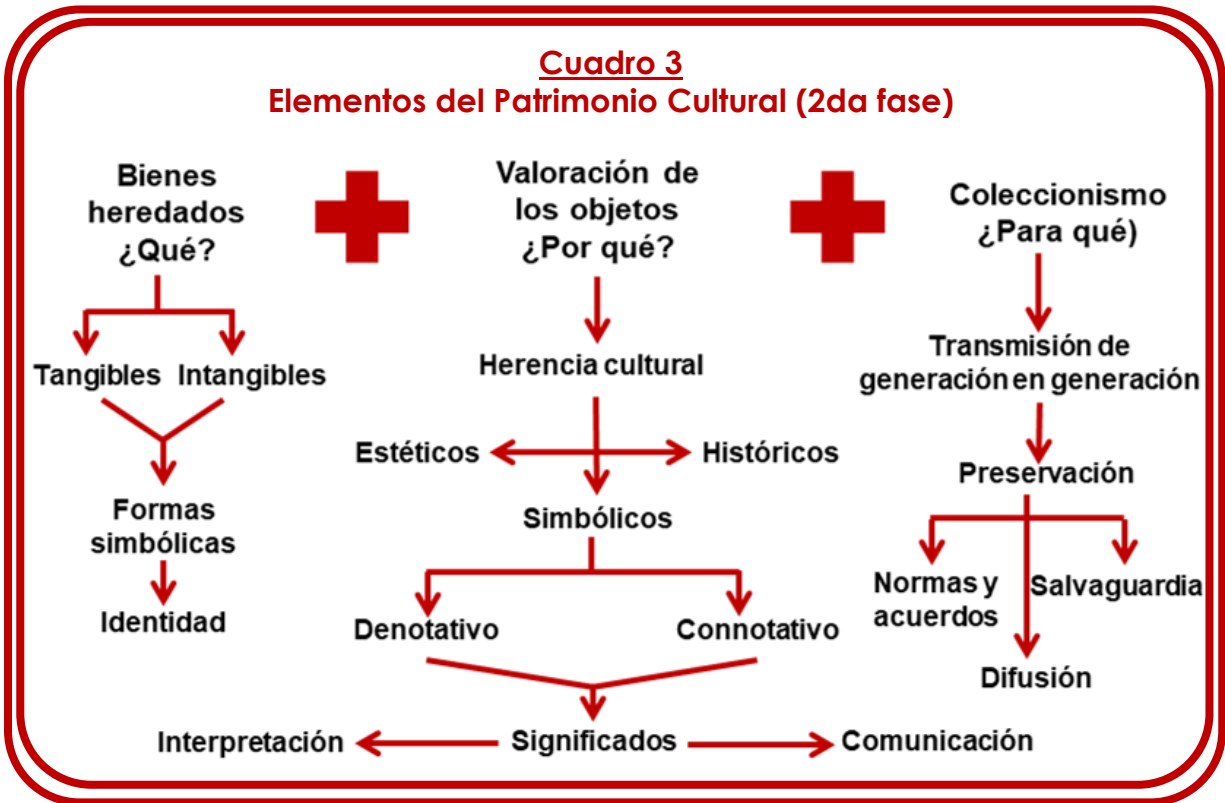 Cuadro 3
Elementos del Patrimonio Cultural (2da fase)
Bienes
heredados
¿Qué?
Tangibles
Intangibles
Formas
simbólicas
Identidad
Valoración de
los objetos
¿Por qué?
Herencia cultural
Estéticos
Históricos
Simbólicos
Denotativo
Connotativo
Interpretación
Significados
Comunicación
Coleccionismo
¿Para qué)
Transmisión de
generación en generación
Preservación
Normas y
acuerdos
Salvaguardia
Difusión